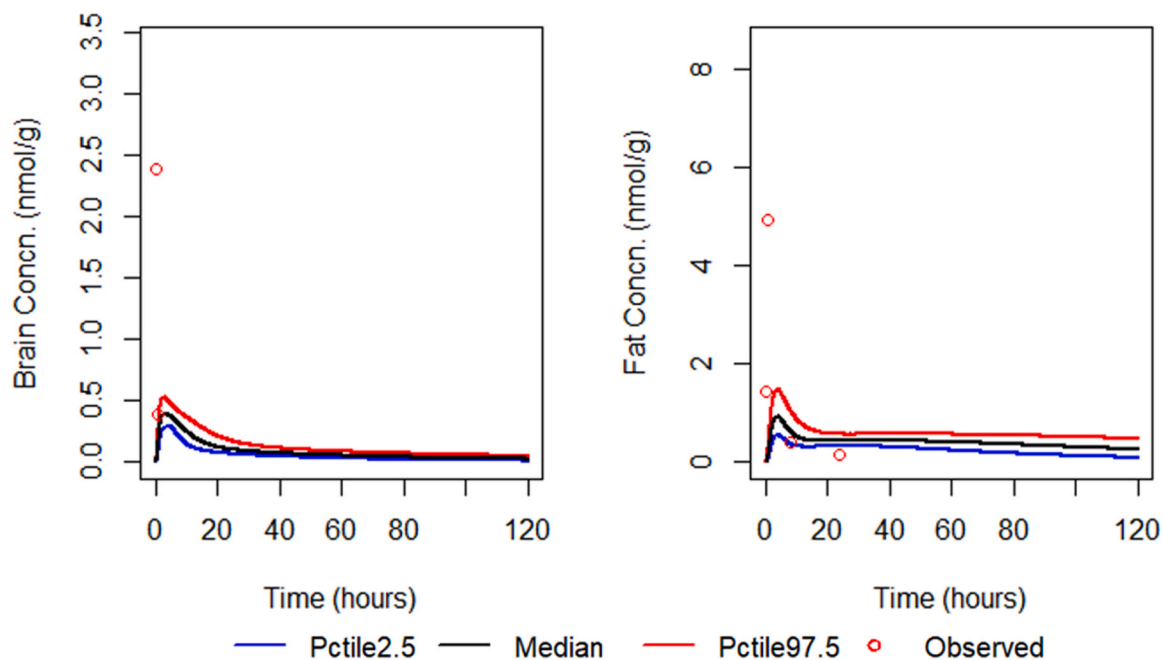 Brain Concn. (nmol/g)
3.5
3.0
2.5
2.0
1.5
1.0
0.5
0.0
0 20 40 60 80 120
Time (hours)
Fat Concn. (nmol/g)
8
6
4
2
0
0 20 40 60 80 120
Time (hours)
Pctile2.5 Median Pctile97.5 Observed